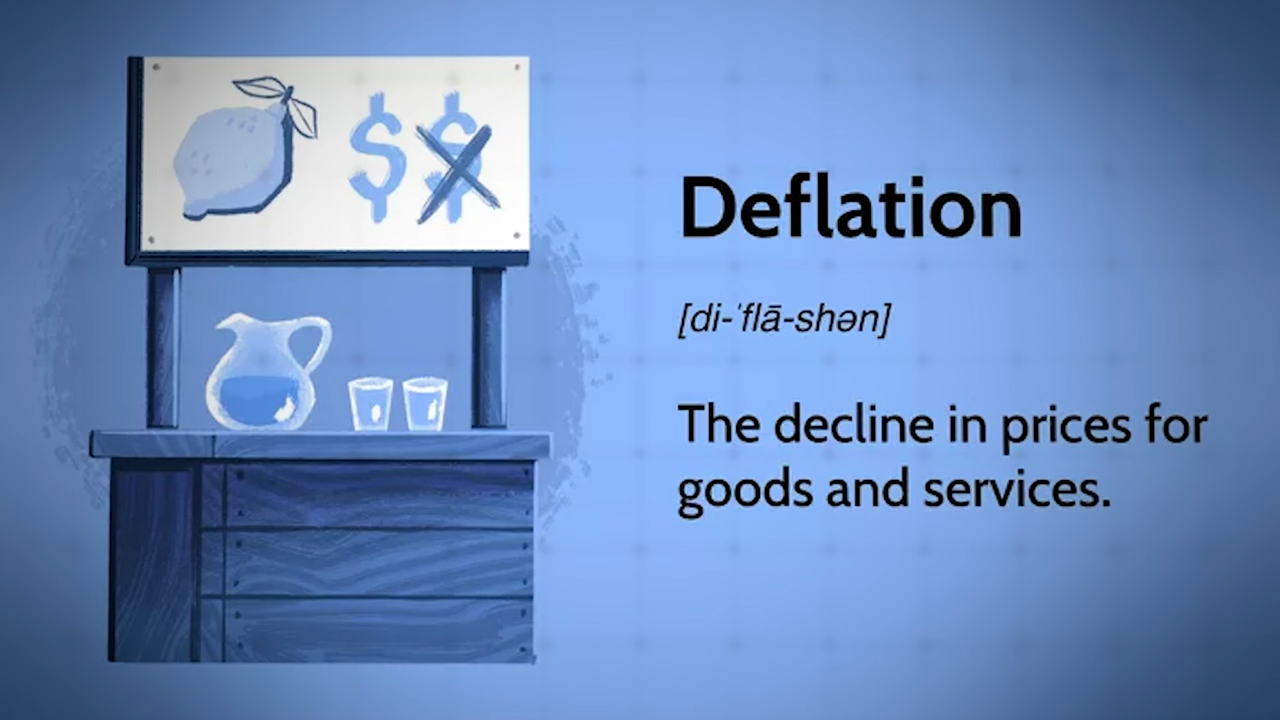 $ $
Deflation
[di-ˈflā-shən]
The decline in prices for
goods and services.